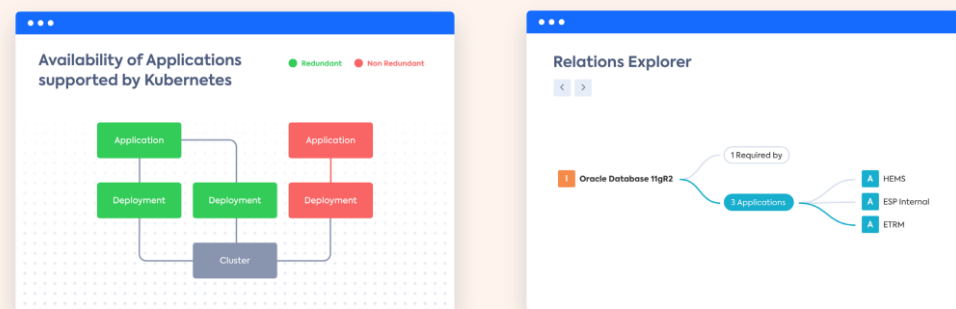 Availability of Applications
supported by Kubernetes
Redundant
Non Redundant
Application
Application
Deployment
Deployment
Deployment
Cluster
Relations Explorer
1 Required by
I
Oracle Database 11gR2
3 Applications
A
HEMS
A
ESP Internal
A
ETRM